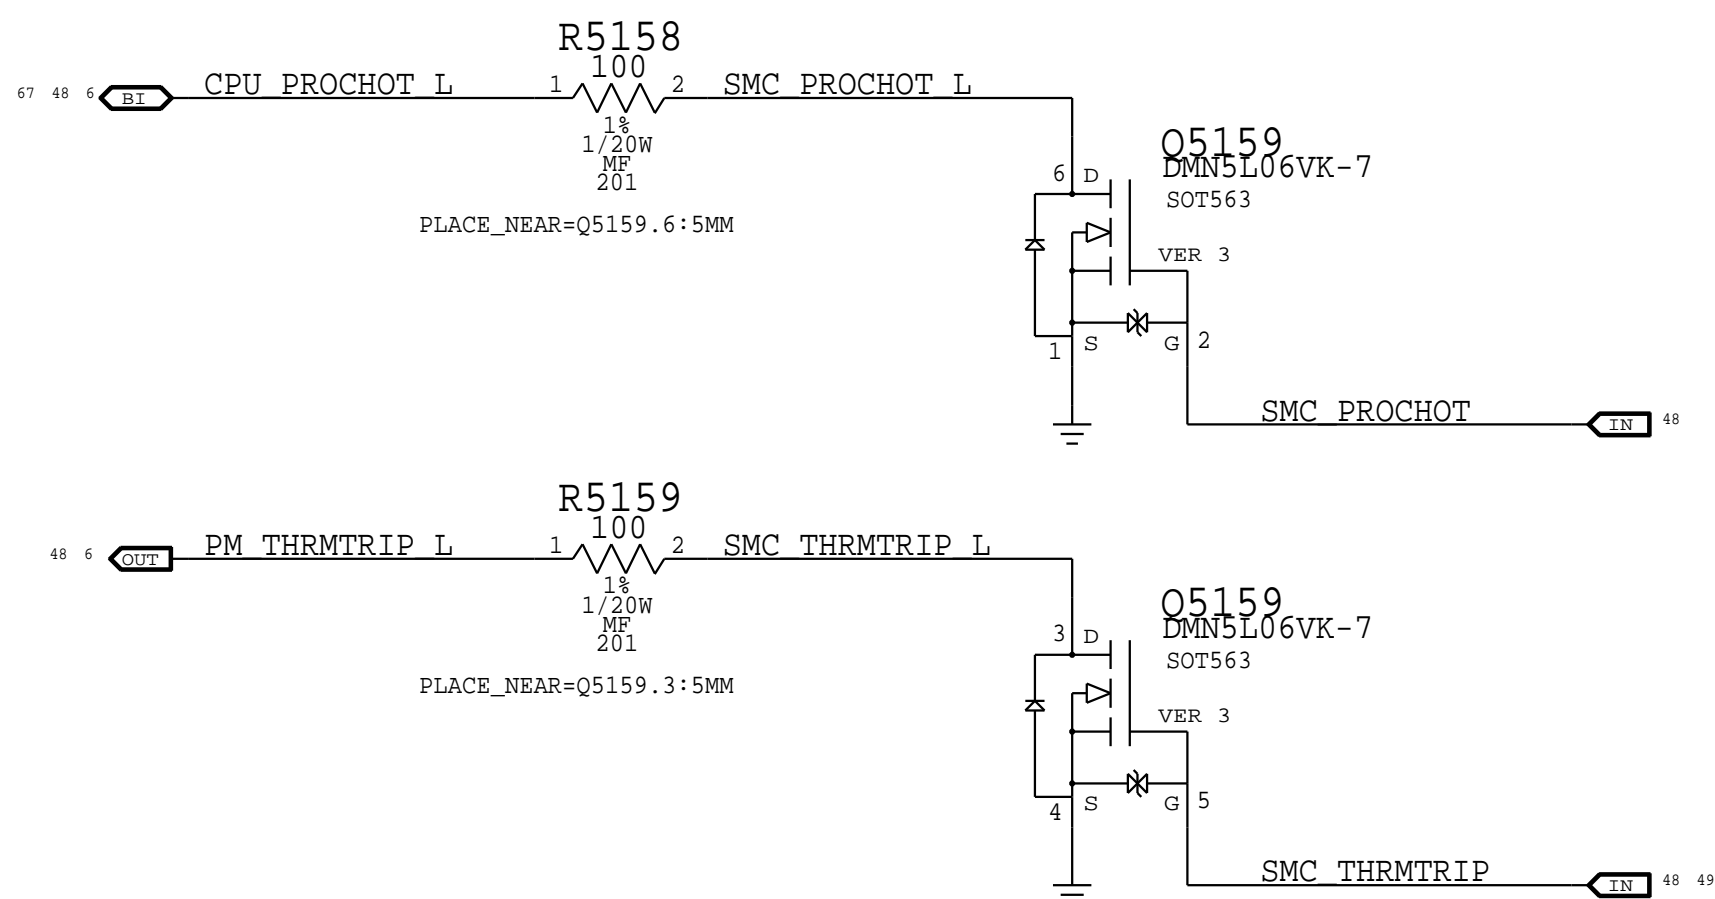 R5158
100
67 48 6 BI CPU_PROCHOT_L 1 2 SMC_PROCHOT_L
1%
1/20W
MF
201
PLACE_NEAR=Q5159.6:5MM
Q5159
DMN5L06VK-7
6 D
SOT563
VER 3
1 S G 2
SMC_PROCHOT IN 48
R5159
100
48 6 OUT PM_THRMTRIP_L 1 2 SMC_THRMTRIP_L
1%
1/20W
MF
201
PLACE_NEAR=Q5159.3:5MM
Q5159
DMN5L06VK-7
3 D
SOT563
VER 3
4 S G 5
SMC_THRMTRIP IN 48 49